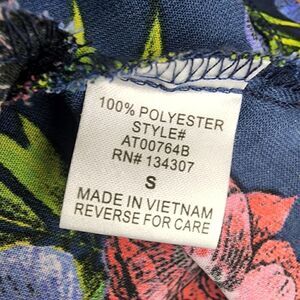 100% POLYESTER
STYLE#
AT00764B
RN# 134307
S
MADE IN VIETNAM
REVERSE FOR CARE